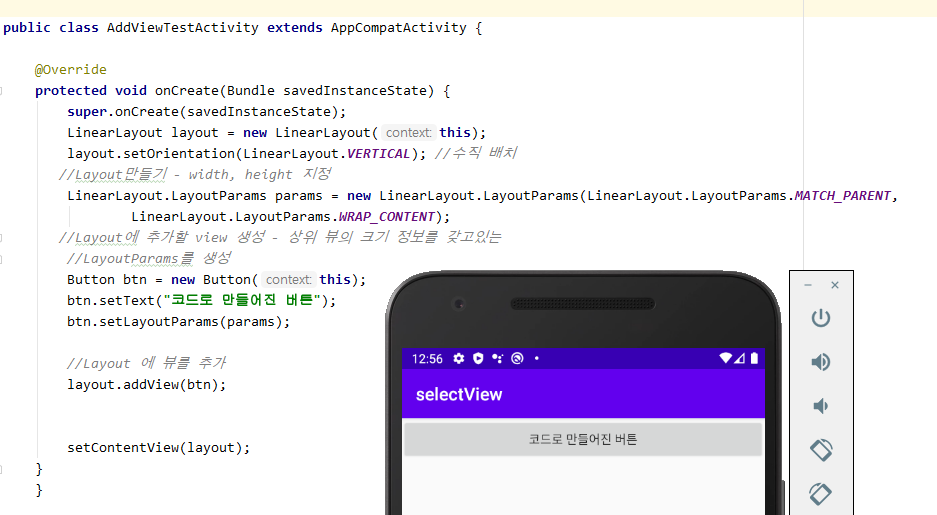 public class AddViewTestActivity extends AppCompatActivity {
@Override
protected void onCreate(Bundle savedInstanceState) {
super.onCreate(savedInstanceState);
LinearLayout layout = new LinearLayout( context: this);
layout.setOrientation(LinearLayout.VERTICAL); //수직 배치
//Layout만들기 - width, height 지정
LinearLayout.LayoutParams params = new LinearLayout.LayoutParams(LinearLayout.LayoutParams.MATCH_PARENT,
LinearLayout.LayoutParams.WRAP_CONTENT);
//Layout에 추가할 view 생성 - 상위 뷰의 크기 정보를 갖고있는
//LayoutParams를 생성
Button btn = new Button( context: this);
btn.setText("코드로 만들어진 버튼");
btn.setLayoutParams(params);
//Layout 에 뷰를 추가
layout.addView(btn);
setContentView(layout);
}
}
12:56
selectView
코드로 만들어진 버튼